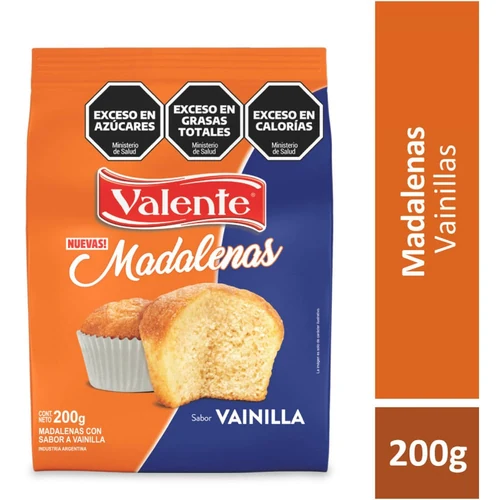 EXCESO EN
AZÚCARES
Ministerio
de Salud
EXCESO EN
GRASAS
TOTALES
Ministerio
de Salud
EXCESO EN
CALORÍAS
Ministerio
de Salud
Valente
NUEVAS!
Madalenas
CONT.
NETO 200g
MADALENAS CON
SABOR A VAINILLA
INDUSTRIA ARGENTINA
Sabor VAINILLA
Madalenas
Vainillas
200g